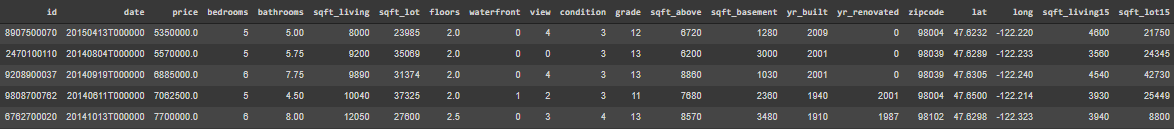 id date price bedrooms bathrooms sqft_living sqft_lot floors waterfront view condition grade sqft_above sqft_basement yr_built yr_renovated zipcode lat long sqft_living15 sqft_lot15
8907500070 20150413T000000 5350000.0 5 5.00 8000 23985 2.0 0 4 3 12 6720 1280 2009 0 98004 47.6232 -122.220 4600 21750
2470100110 20140804T000000 5570000.0 5 5.75 9200 35069 2.0 0 0 3 13 6200 3000 2001 0 98039 47.6289 -122.233 3560 24345
9208900037 20140919T000000 6885000.0 6 7.75 9890 31374 2.0 0 4 3 13 8860 1030 2001 0 98039 47.6305 -122.240 4540 42730
9808700762 20140611T000000 7062500.0 5 4.50 10040 37325 2.0 1 2 3 11 7680 2360 1940 2001 98004 47.6500 -122.214 3930 25449
6762700020 20141013T000000 7700000.0 6 8.00 12050 27600 2.5 0 3 4 13 8570 3480 1910 1987 98102 47.6298 -122.323 3940 8800